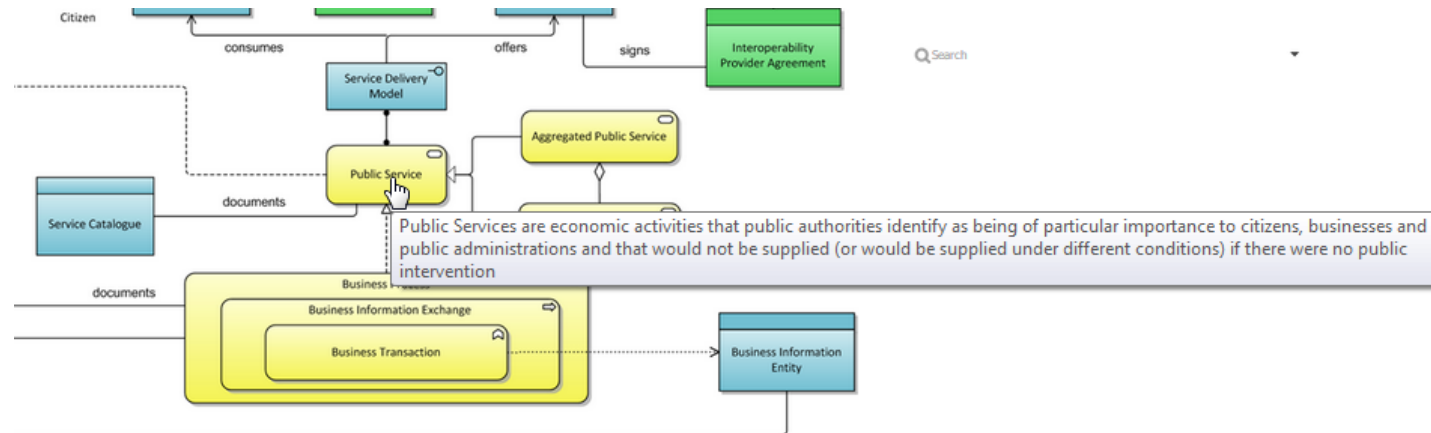 Citizen
consumes
offers
signs
Interoperability
Provider Agreement
Search
Service Delivery
Model
Aggregated Public Service
Public Service
documents
Service Catalogue
Public Services are economic activities that public authorities identify as being of particular importance to citizens, businesses and
public administrations and that would not be supplied (or would be supplied under different conditions) if there were no public
intervention
Business
documents
Business Information Exchange
Business Transaction
Business Information
Entity